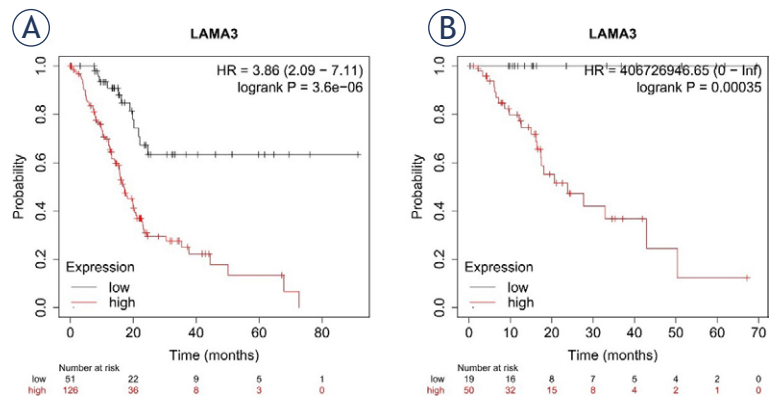 A
LAMA3
HR = 3.86 (2.09 − 7.11)
logrank P = 3.6e−06
Probability
1.0
0.8
0.6
0.4
0.2
0.0
Expression
low
high
0 20 40 60 80
Time (months)
Number at risk
low 51 22 9 5 1
high 126 36 8 3 0
B
LAMA3
HR = 406726946.65 (0 − Inf)
logrank P = 0.00035
Probability
1.0
0.8
0.6
0.4
0.2
0.0
Expression
low
high
0 10 20 30 40 50 60 70
Time (months)
Number at risk
low 19 16 8 7 5 4 2 0
high 50 32 15 8 4 2 1 0